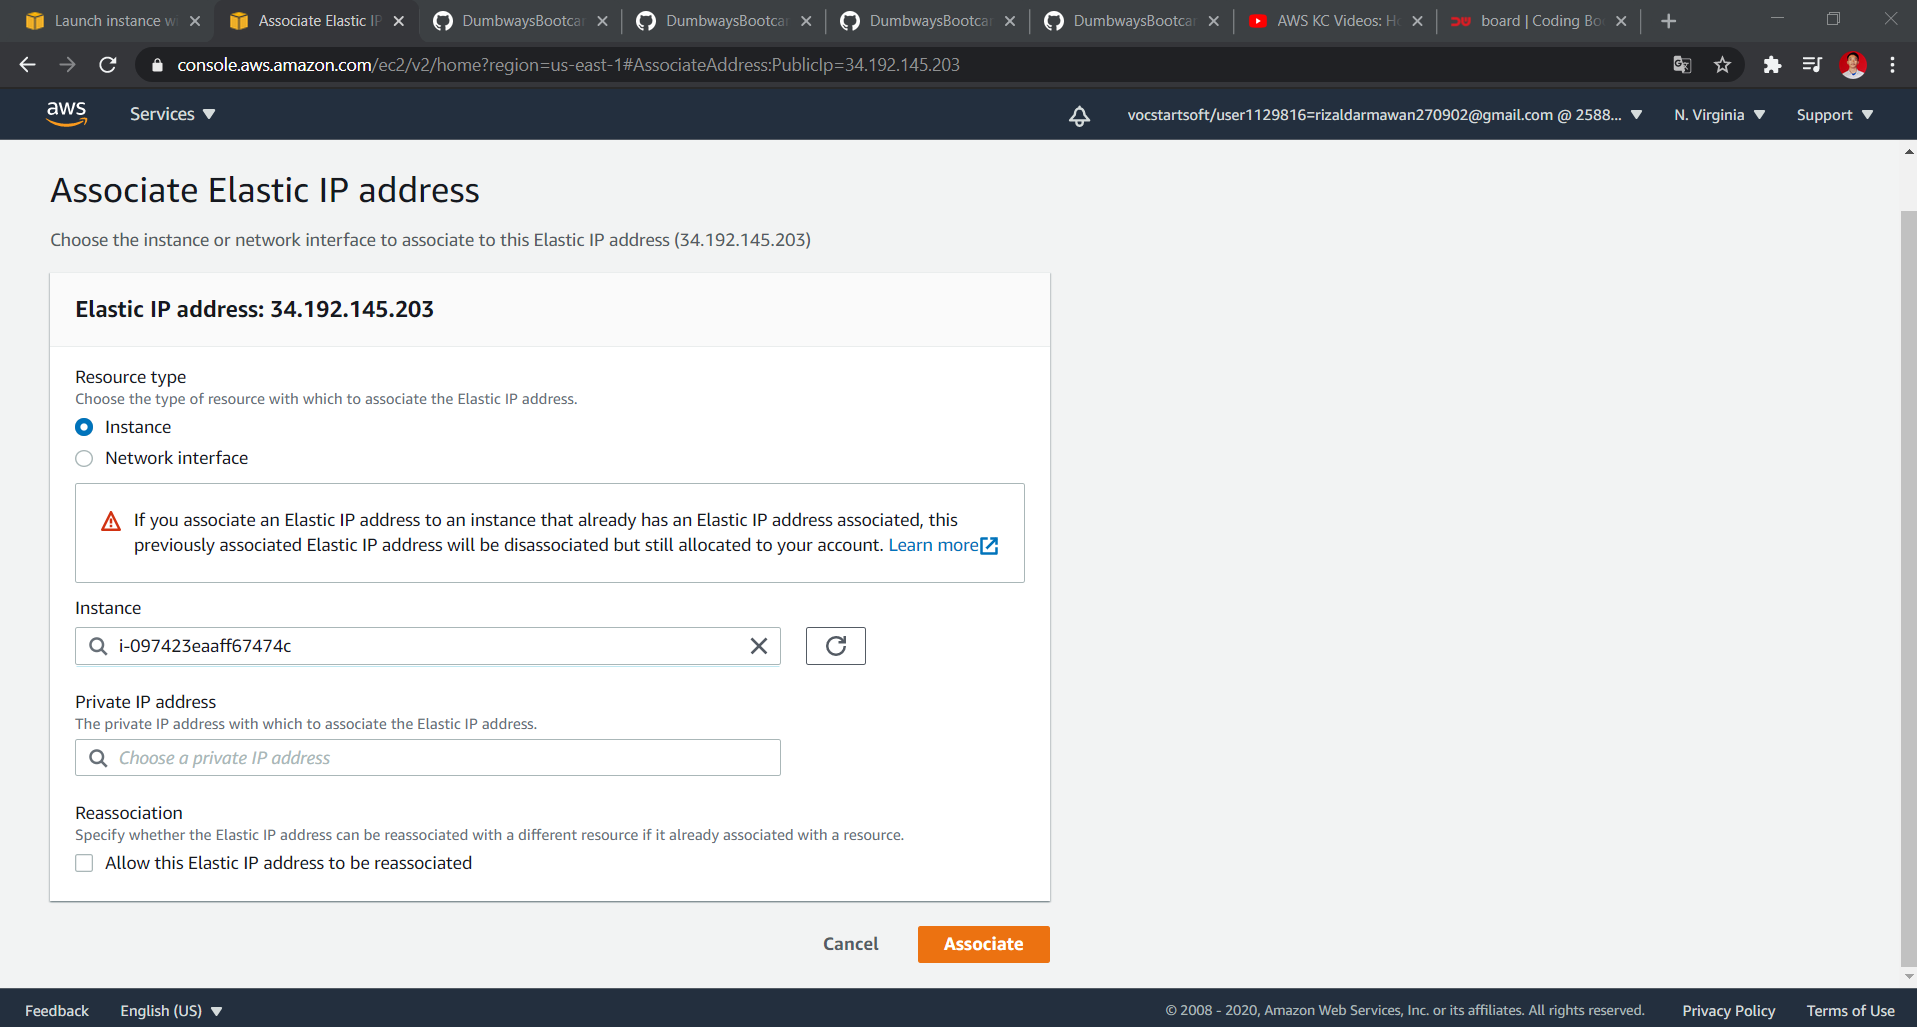 Launch instance wi
Associate Elastic IP
DumbwaysBootcam
DumbwaysBootcam
DumbwaysBootcam
DumbwaysBootcam
AWS KC Videos: Ho
board | Coding Boo
console.aws.amazon.com/ec2/v2/home?region=us-east-1#AssociateAddress:PublicIp=34.192.145.203
aws
Services
vocstartsoft/user1129816=rizaldarmawan270902@gmail.com @ 2588...
N. Virginia
Support
Associate Elastic IP address
Choose the instance or network interface to associate to this Elastic IP address (34.192.145.203)
Elastic IP address: 34.192.145.203
Resource type
Choose the type of resource with which to associate the Elastic IP address.
Instance
Network interface
If you associate an Elastic IP address to an instance that already has an Elastic IP address associated, this
previously associated Elastic IP address will be disassociated but still allocated to your account. Learn more
Instance
i-097423eaaff67474c
Private IP address
The private IP address with which to associate the Elastic IP address.
Choose a private IP address
Reassociation
Specify whether the Elastic IP address can be reassociated with a different resource if it already associated with a resource.
Allow this Elastic IP address to be reassociated
Cancel
Associate
Feedback
English (US)
© 2008 - 2020, Amazon Web Services, Inc. or its affiliates. All rights reserved.
Privacy Policy
Terms of Use